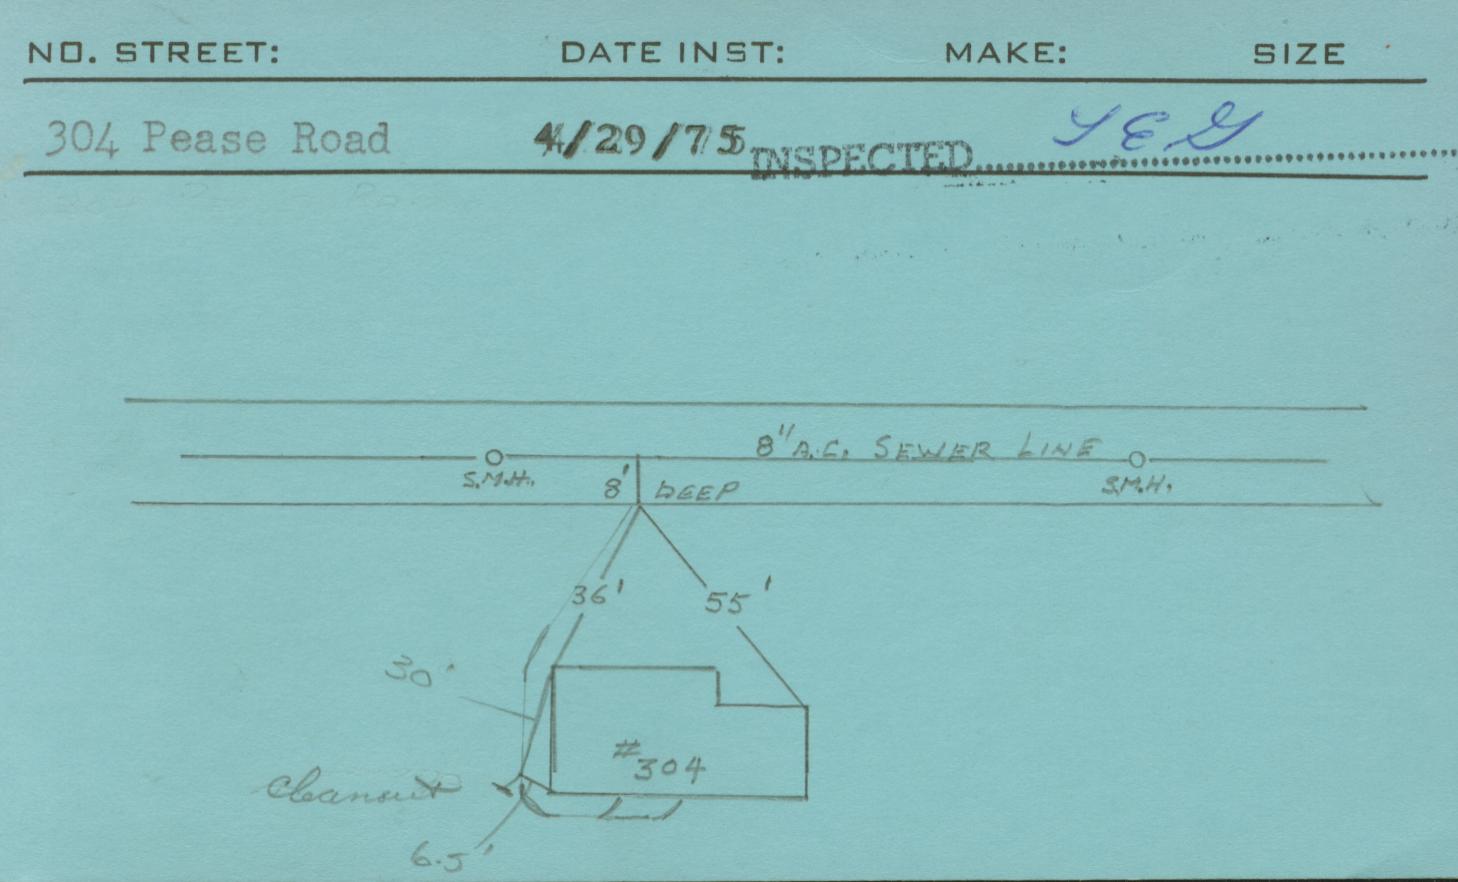 NO. STREET: DATE INST: MAKE: SIZE
304 Pease Road 4/29/75 INSPECTED
8" A.C. SEWER LINE
S.M.H. 8' DEEP S.M.H.
36' 55'
30'
#304
cleanout
6.5'